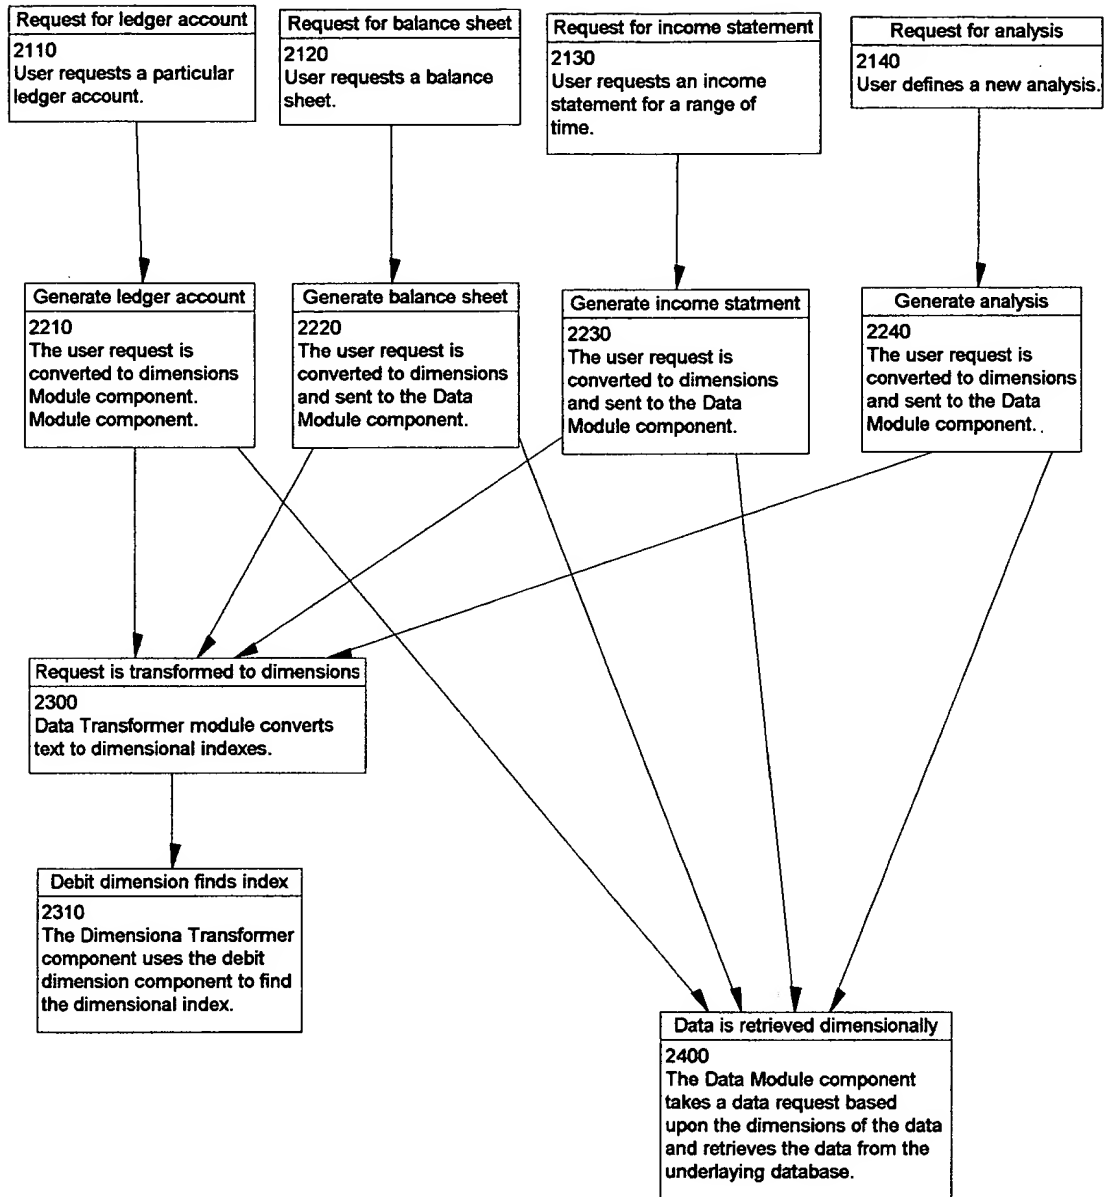 Request for ledger account
2110
User requests a particular
ledger account.
Request for balance sheet
2120
User requests a balance
sheet.
Request for income statement
2130
User requests an income
statement for a range of
time.
Request for analysis
2140
User defines a new analysis.
Generate ledger account
2210
The user request is
converted to dimensions
Module component.
Module component.
Generate balance sheet
2220
The user request is
converted to dimensions
and sent to the Data
Module component.
Generate income statment
2230
The user request is
converted to dimensions
and sent to the Data
Module component.
Generate analysis
2240
The user request is
converted to dimensions
and sent to the Data
Module component.
Request is transformed to dimensions
2300
Data Transformer module converts
text to dimensional indexes.
Debit dimension finds index
2310
The Dimensiona Transformer
component uses the debit
dimension component to find
the dimensional index.
Data is retrieved dimensionally
2400
The Data Module component
takes a data request based
upon the dimensions of the data
and retrieves the data from the
underlaying database.